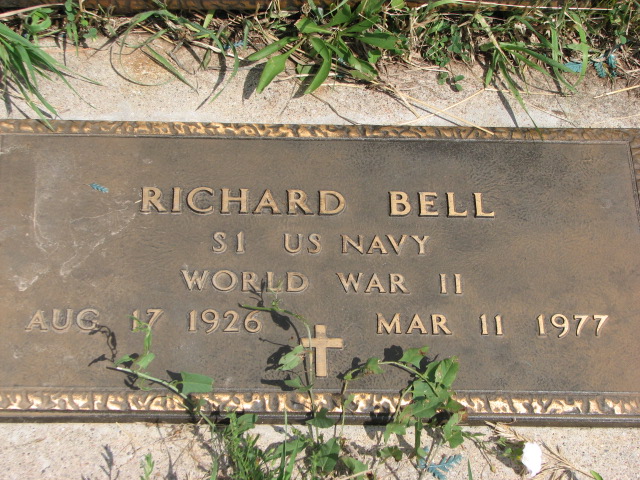 RICHARD BELL
S1 US NAVY
WORLD WAR II
AUG 17 1926 MAR 11 1977